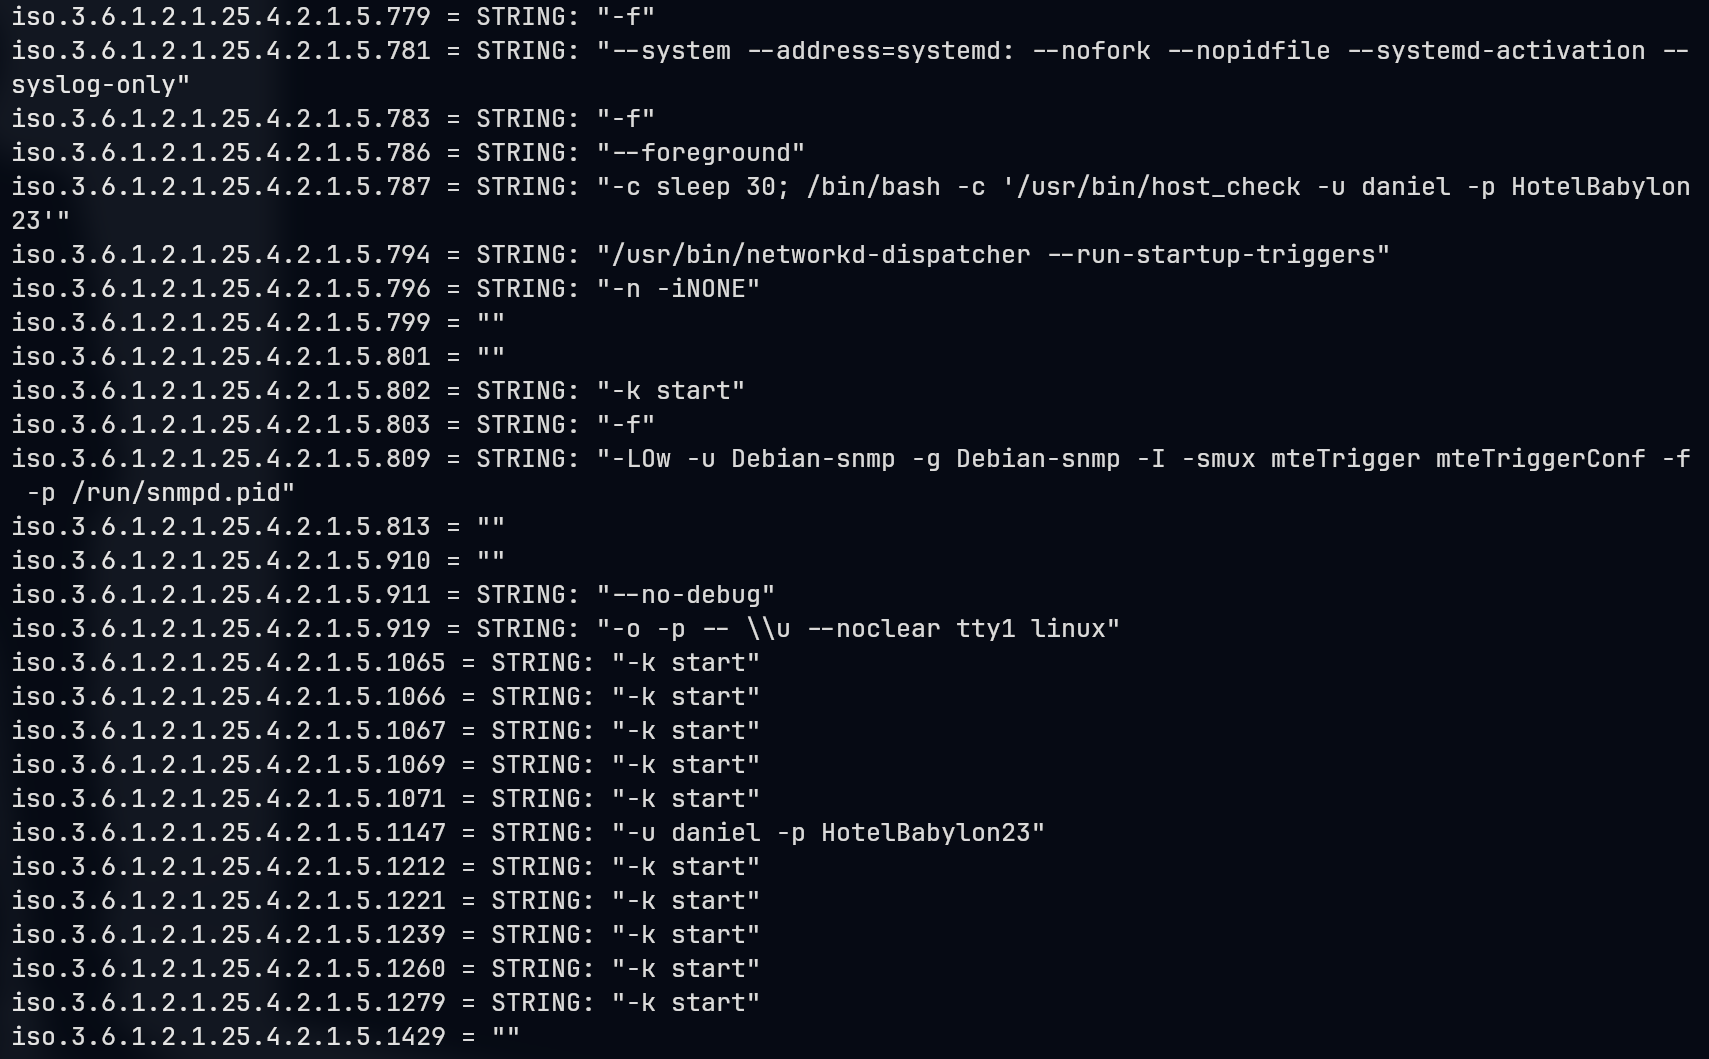 iso.3.6.1.2.1.25.4.2.1.5.779 = STRING: "-f"
iso.3.6.1.2.1.25.4.2.1.5.781 = STRING: "--system --address=systemd: --nofork --nopidfile --systemd-activation --
syslog-only"
iso.3.6.1.2.1.25.4.2.1.5.783 = STRING: "-f"
iso.3.6.1.2.1.25.4.2.1.5.786 = STRING: "--foreground"
iso.3.6.1.2.1.25.4.2.1.5.787 = STRING: "-c sleep 30; /bin/bash -c '/usr/bin/host_check -u daniel -p HotelBabylon
23'"
iso.3.6.1.2.1.25.4.2.1.5.794 = STRING: "/usr/bin/networkd-dispatcher --run-startup-triggers"
iso.3.6.1.2.1.25.4.2.1.5.796 = STRING: "-n -iNONE"
iso.3.6.1.2.1.25.4.2.1.5.799 = ""
iso.3.6.1.2.1.25.4.2.1.5.801 = ""
iso.3.6.1.2.1.25.4.2.1.5.802 = STRING: "-k start"
iso.3.6.1.2.1.25.4.2.1.5.803 = STRING: "-f"
iso.3.6.1.2.1.25.4.2.1.5.809 = STRING: "-LOw -u Debian-snmp -g Debian-snmp -I -smux mteTrigger mteTriggerConf -f
 -p /run/snmpd.pid"
iso.3.6.1.2.1.25.4.2.1.5.813 = ""
iso.3.6.1.2.1.25.4.2.1.5.910 = ""
iso.3.6.1.2.1.25.4.2.1.5.911 = STRING: "--no-debug"
iso.3.6.1.2.1.25.4.2.1.5.919 = STRING: "-o -p -- \\u --noclear tty1 linux"
iso.3.6.1.2.1.25.4.2.1.5.1065 = STRING: "-k start"
iso.3.6.1.2.1.25.4.2.1.5.1066 = STRING: "-k start"
iso.3.6.1.2.1.25.4.2.1.5.1067 = STRING: "-k start"
iso.3.6.1.2.1.25.4.2.1.5.1069 = STRING: "-k start"
iso.3.6.1.2.1.25.4.2.1.5.1071 = STRING: "-k start"
iso.3.6.1.2.1.25.4.2.1.5.1147 = STRING: "-u daniel -p HotelBabylon23"
iso.3.6.1.2.1.25.4.2.1.5.1212 = STRING: "-k start"
iso.3.6.1.2.1.25.4.2.1.5.1221 = STRING: "-k start"
iso.3.6.1.2.1.25.4.2.1.5.1239 = STRING: "-k start"
iso.3.6.1.2.1.25.4.2.1.5.1260 = STRING: "-k start"
iso.3.6.1.2.1.25.4.2.1.5.1279 = STRING: "-k start"
iso.3.6.1.2.1.25.4.2.1.5.1429 = ""